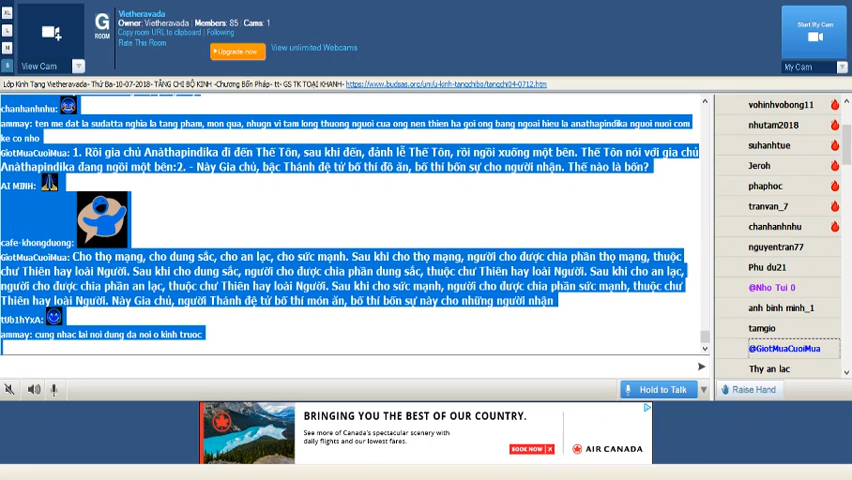 XL
L
M
S
View Cam
G
ROOM
Vietheravada
Owner: Vietheravada | Members: 85 | Cams: 1
Copy room URL to clipboard | Following
Rate This Room
Upgrade now
View unlimited Webcams
Start My Cam
My Cam
Lớp Kinh Tạng Vietheravada- Thứ Ba-10-07-2018- TĂNG CHI BỘ KINH -Chương Bốn Pháp- tt- GS TK TOẠI KHANH- https://www.budsas.org/uni/u-kinh-tangchibo/tangchi04-0712.htm
chanhanhnhu:
ammay: ten me dat la sudatta nghia la tang pham, mon qua, nhugn vi tam long thuong nguoi cua ong nen thien ha goi ong bang ngoai hieu la anathapindika nguoi nuoi com
ke co nho
GiotMuaCuoiMua: 1. Rồi gia chủ Anàthapindika đi đến Thế Tôn, sau khi đến, đảnh lễ Thế Tôn, rồi ngồi xuống một bên. Thế Tôn nói với gia chủ
Anàthapindika đang ngồi một bên:2. - Này Gia chủ, bậc Thánh đệ tử bố thí đồ ăn, bố thí bốn sự cho người nhận. Thế nào là bốn?
AI MINH:
cafe-khongduong:
GiotMuaCuoiMua: Cho thọ mạng, cho dung sắc, cho an lạc, cho sức mạnh. Sau khi cho thọ mạng, người cho được chia phần thọ mạng, thuộc
chư Thiên hay loài Người. Sau khi cho dung sắc, người cho được chia phần dung sắc, thuộc chư Thiên hay loài Người. Sau khi cho an lạc,
người cho được chia phần an lạc, thuộc chư Thiên hay loài Người. Sau khi cho sức mạnh, người cho được chia phần sức mạnh, thuộc chư
Thiên hay loài Người. Này Gia chủ, người Thánh đệ tử bố thí món ăn, bố thí bốn sự này cho những người nhận
tUb1hYxA:
ammay: cung nhac lai noi dung da noi o kinh truoc
vohinhvobong11
nhutam2018
suhanhtue
Jeroh
phaphoc
tranvan_7
chanhanhnhu
nguyentran77
Phu du21
@Nho Tui 0
anh binh minh_1
tamgio
@GiotMuaCuoiMua
Thy an lac
Hold to Talk
Raise Hand
BRINGING YOU THE BEST OF OUR COUNTRY.
See more of Canada's spectacular scenery with
daily flights and our lowest fares.
BOOK NOW
AIR CANADA